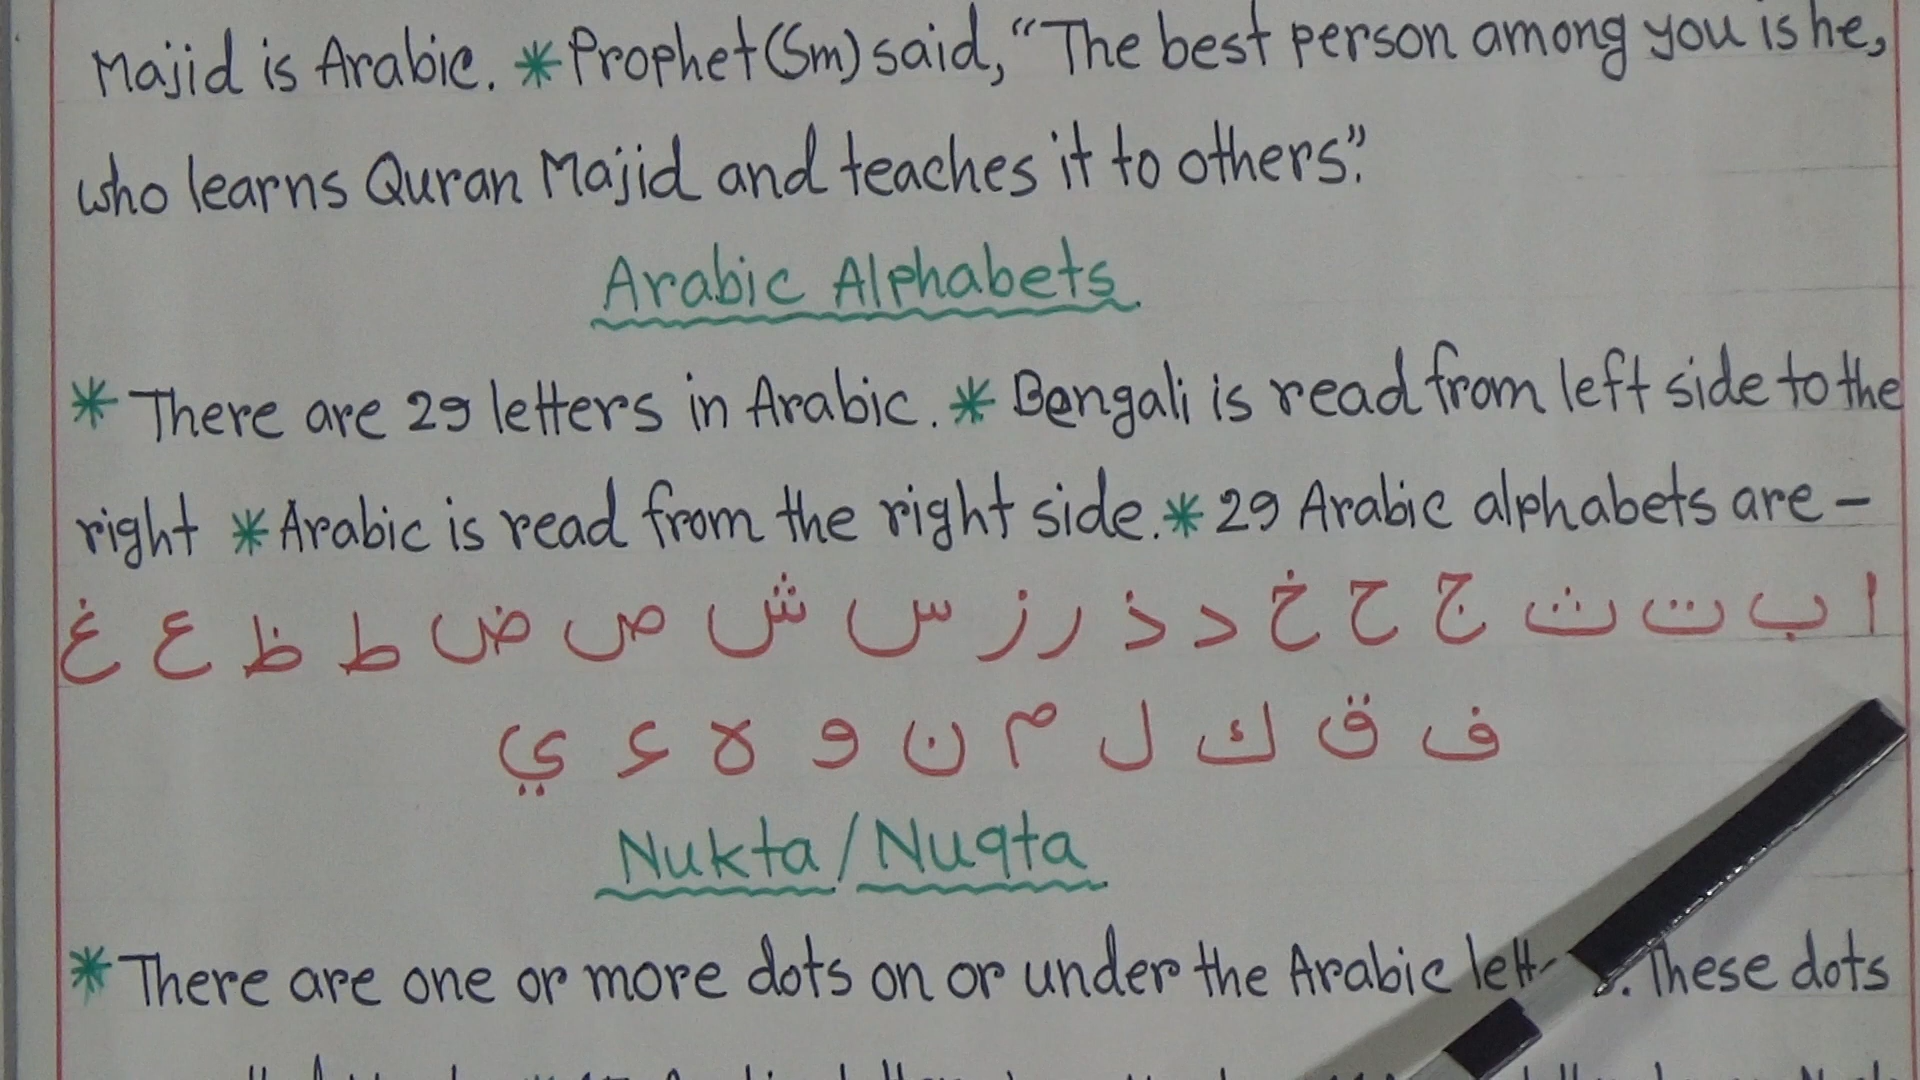 Majid is Arabic. * Prophet (Sm) said, "The best person among you is he,
who learns Quran Majid and teaches it to others".
Arabic Alphabets
* There are 29 letters in Arabic. * Bengali is read from left side to the
right * Arabic is read from the right side. * 29 Arabic alphabets are –
ا ب ت ث ج ح خ د ذ ر ز س ش ص ض ط ظ ع غ
ف ق ك ل م ن و ه ء ي
Nukta/Nuqta
* There are one or more dots on or under the Arabic These dots